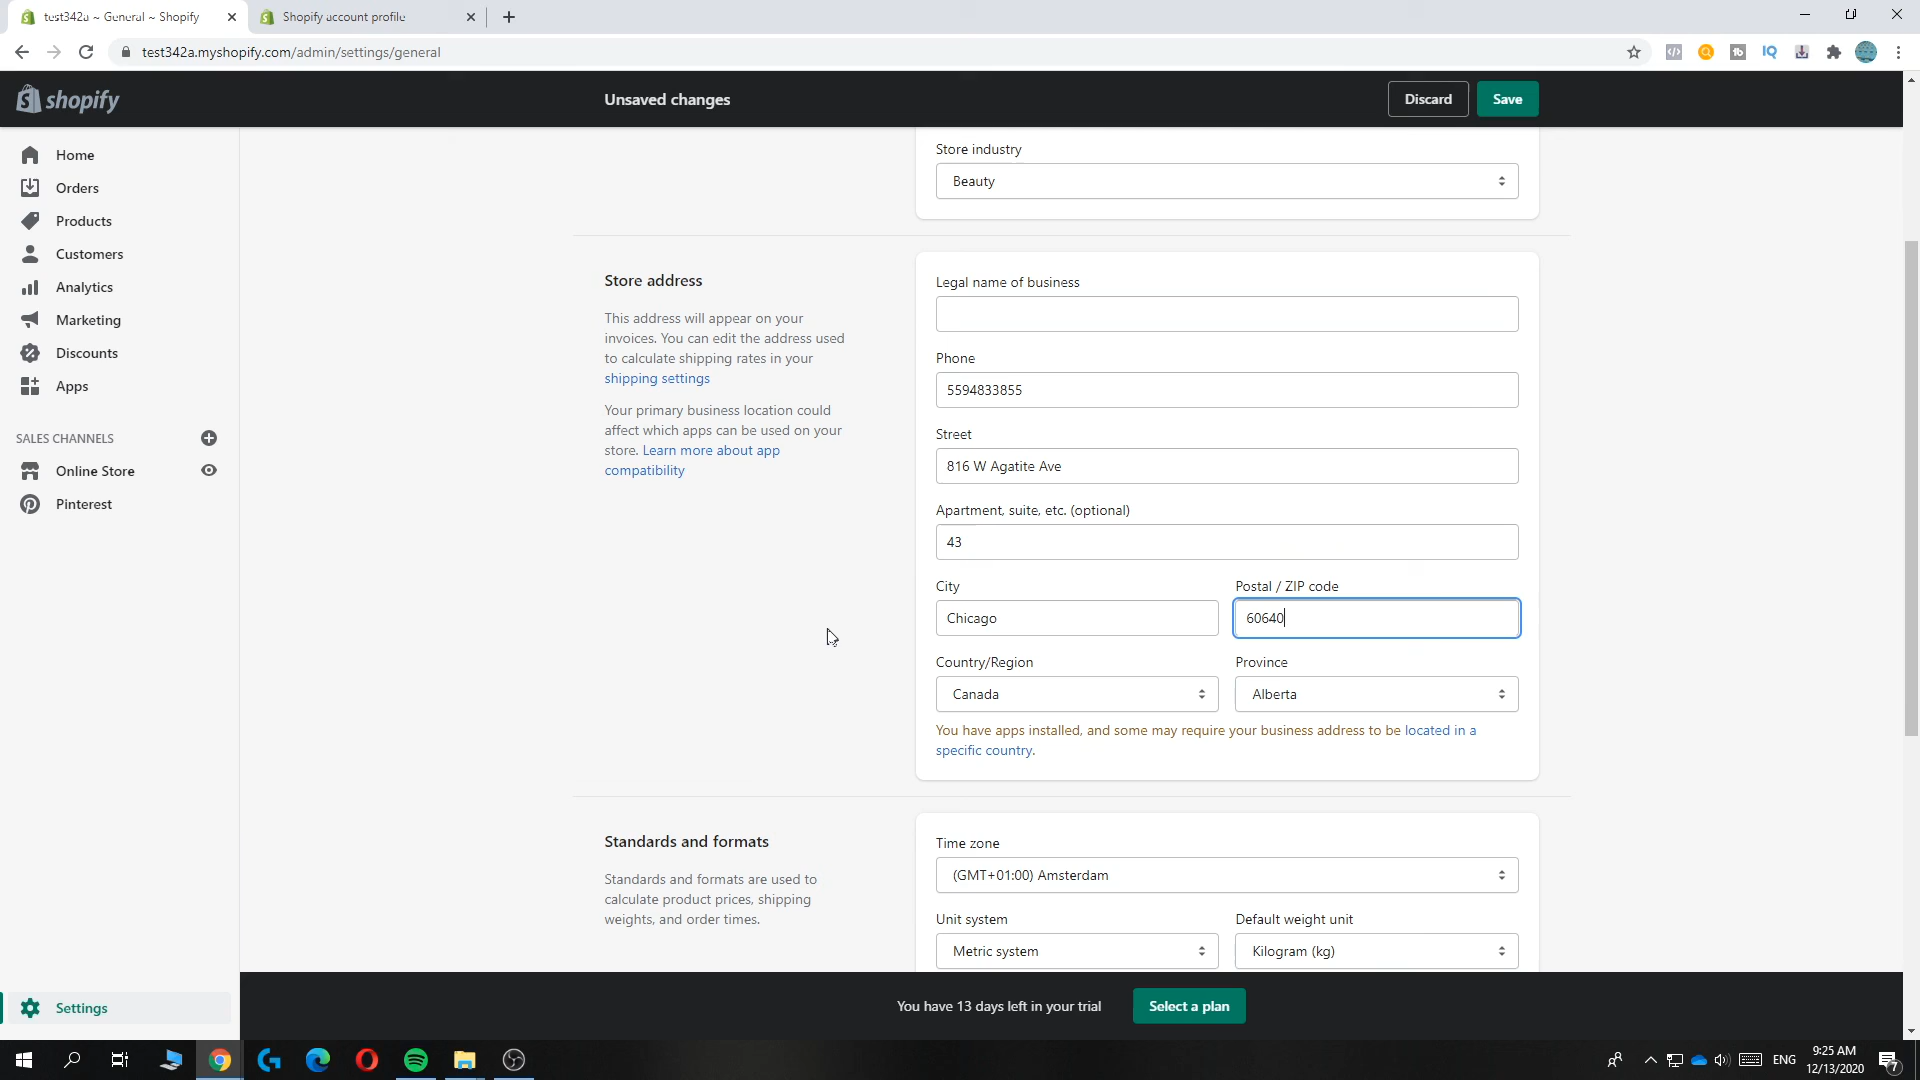 test342a ~ General ~ Shopify
Shopify account profile
test342a.myshopify.com/admin/settings/general
shopify
Unsaved changes
Discard
Save
Home
Orders
Products
Customers
Analytics
Marketing
Discounts
Apps
SALES CHANNELS
Online Store
Pinterest
Settings
Store industry
Beauty
Store address
This address will appear on your
invoices. You can edit the address used
to calculate shipping rates in your
shipping settings
Your primary business location could
affect which apps can be used on your
store. Learn more about app
compatibility
Legal name of business
Phone
5594833855
Street
816 W Agatite Ave
Apartment, suite, etc. (optional)
43
City
Postal / ZIP code
Chicago
60640
Country/Region
Province
Canada
Alberta
You have apps installed, and some may require your business address to be located in a
specific country.
Standards and formats
Standards and formats are used to
calculate product prices, shipping
weights, and order times.
Time zone
(GMT+01:00) Amsterdam
Unit system
Default weight unit
Metric system
Kilogram (kg)
You have 13 days left in your trial
Select a plan
ENG
9:25 AM
12/13/2020
7